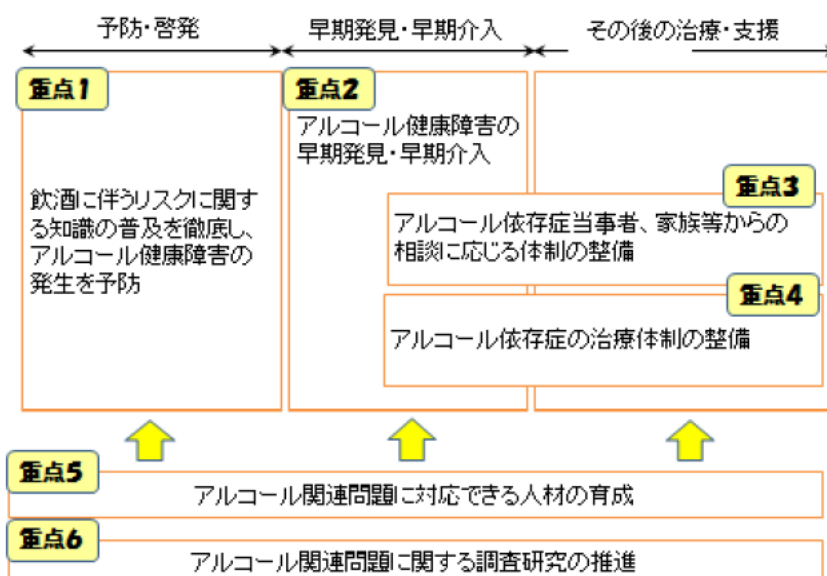 予防・啓発
早期発見・早期介入
その後の治療・支援
重点1
飲酒に伴うリスクに関す
る知識の普及を徹底し、
アルコール健康障害の
発生を予防
重点2
アルコール健康障害の
早期発見・早期介入
重点3
アルコール依存症当事者、家族等からの
相談に応じる体制の整備
重点4
アルコール依存症の治療体制の整備
重点5
アルコール関連問題に対応できる人材の育成
重点6
アルコール関連問題に関する調査研究の推進